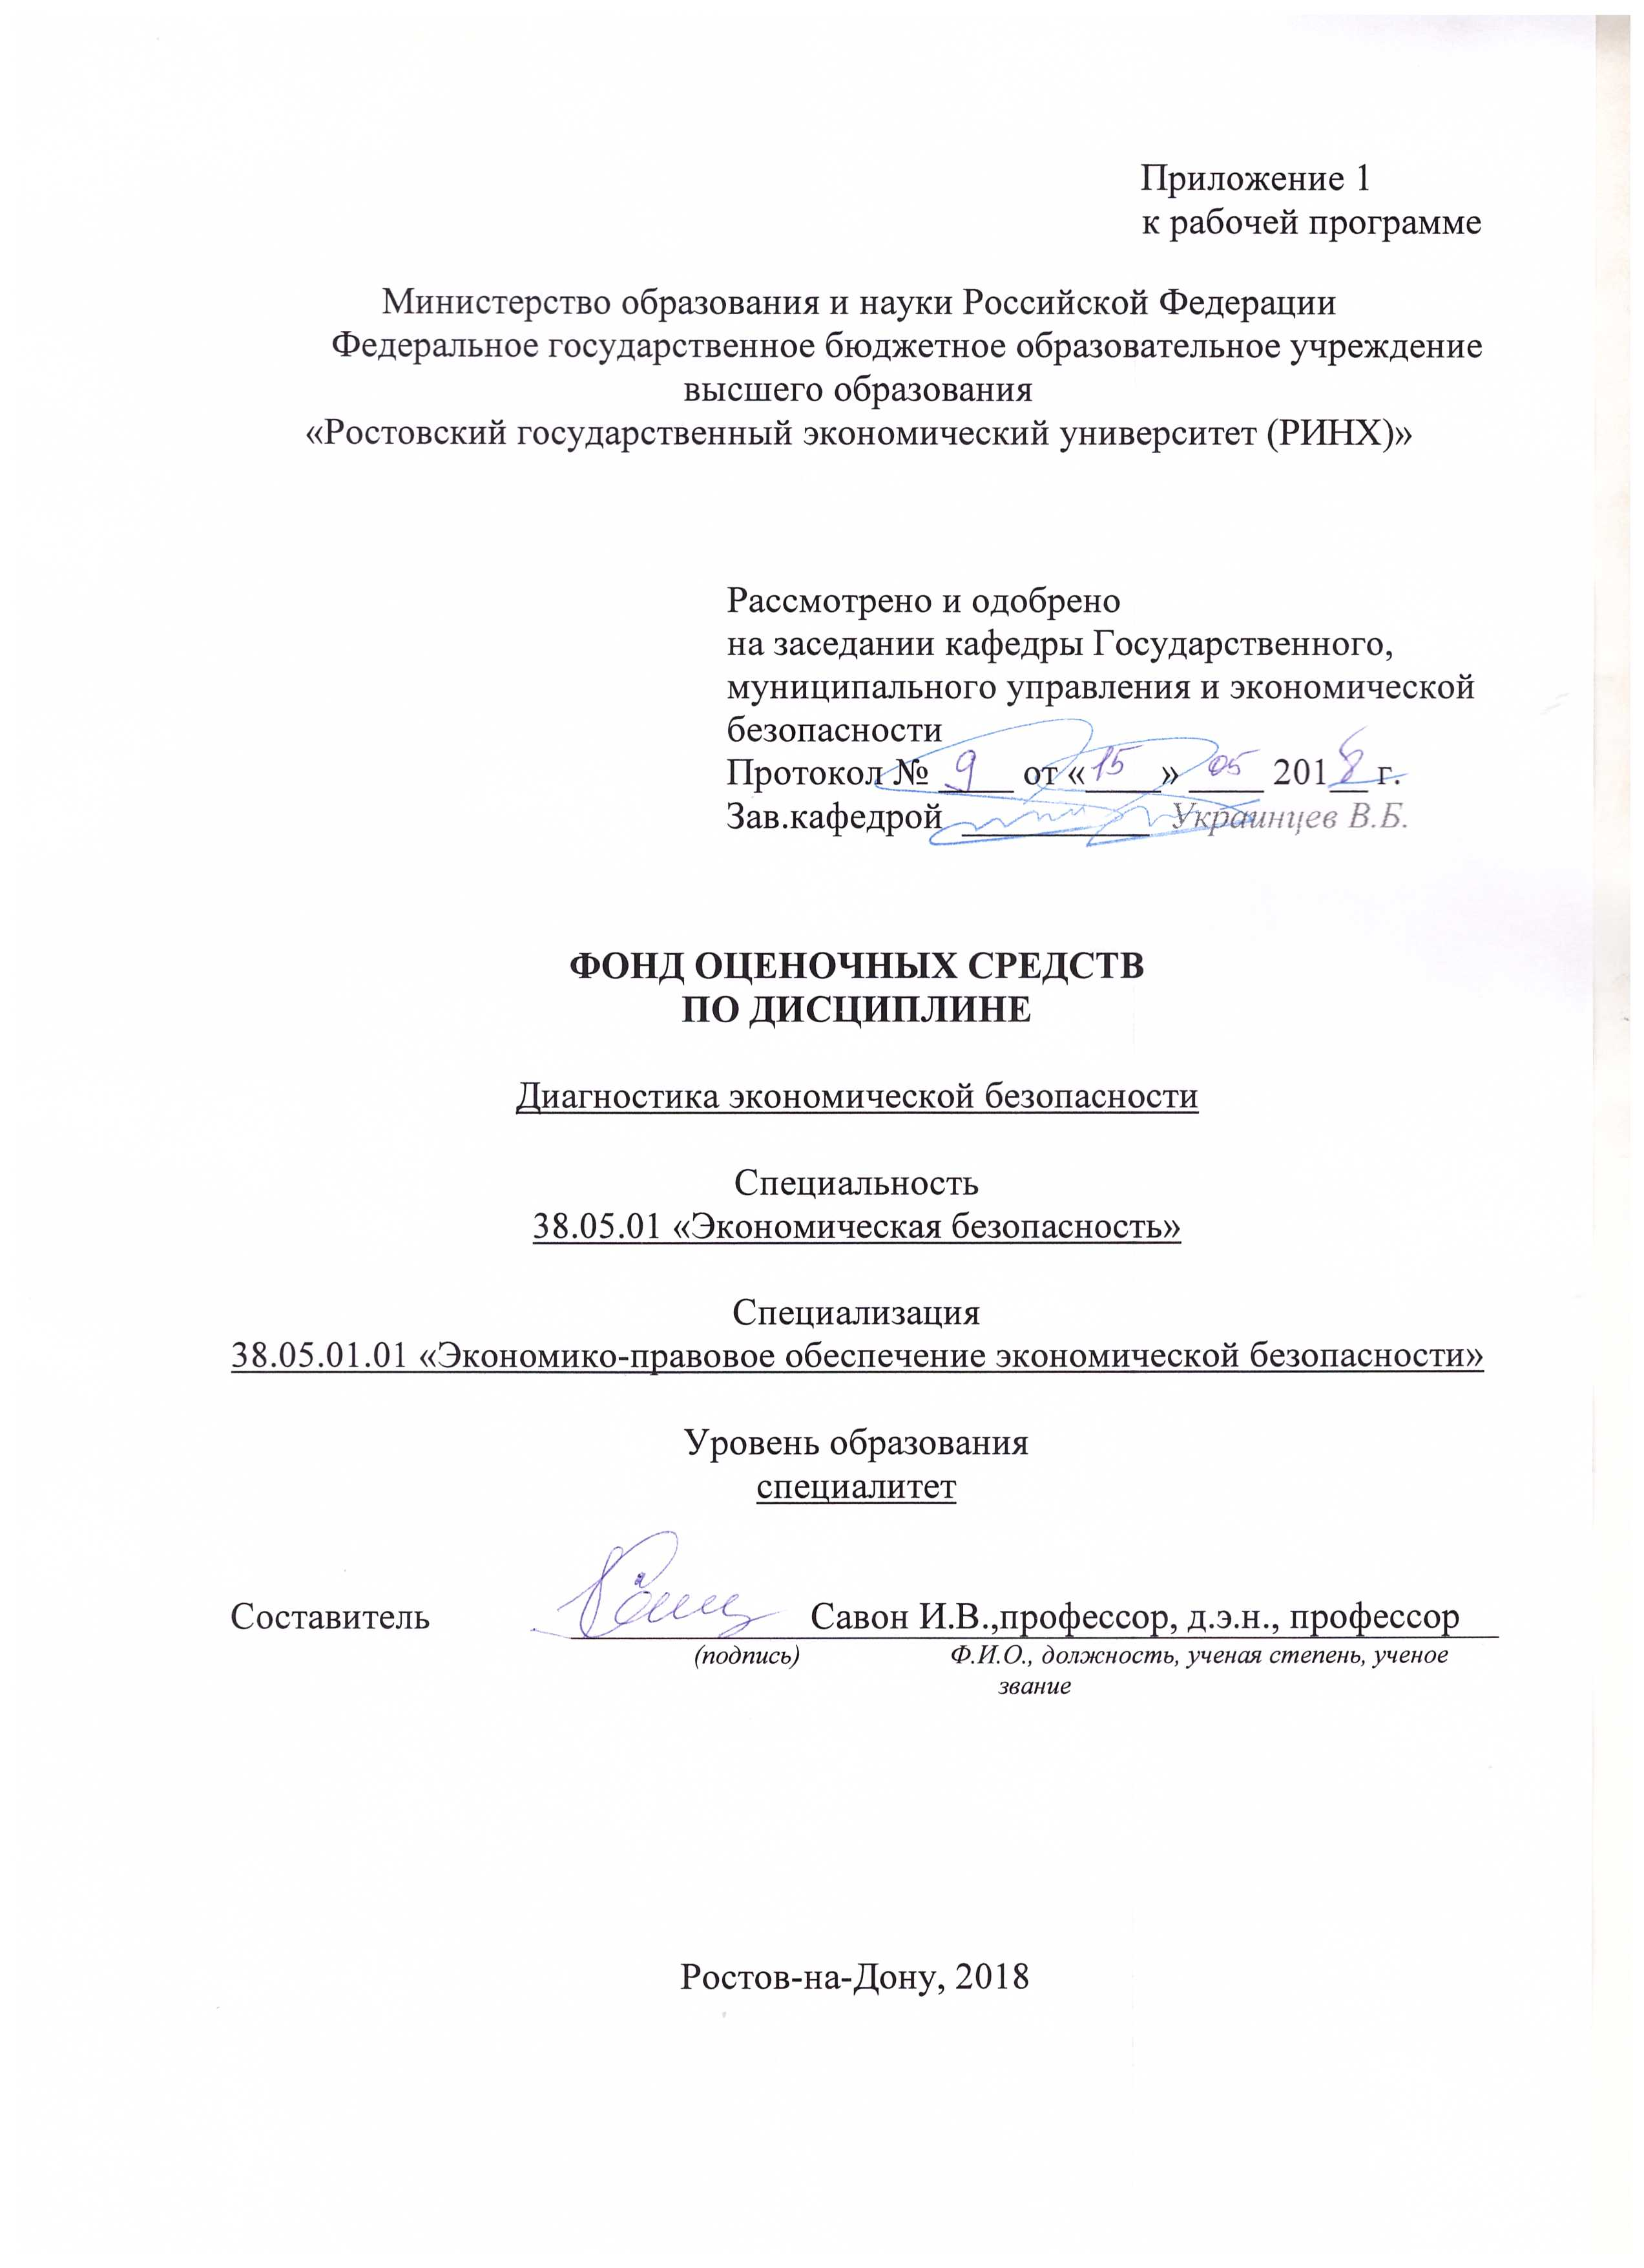 Приложение 1
к рабочей программе
Министерство образования и науки Российской Федерации
Федеральное государственное бюджетное образовательное учреждение
высшего образования
«Ростовский государственный экономический университет (РИНХ)»
Рассмотрено и одобрено
на заседании кафедры Государственного,
муниципального управления и экономической
безопасности
Протокол № 9 от «15» 05 2018 г.
Зав.кафедрой Украинцев В.Б.
ФОНД ОЦЕНОЧНЫХ СРЕДСТВ
ПО ДИСЦИПЛИНЕ
Диагностика экономической безопасности
Специальность
38.05.01 «Экономическая безопасность»
Специализация
38.05.01.01 «Экономико-правовое обеспечение экономической безопасности»
Уровень образования
специалитет
Составитель Савон И.В.,профессор, д.э.н., профессор
(подпись) Ф.И.О., должность, ученая степень, ученое
звание
Ростов-на-Дону, 2018